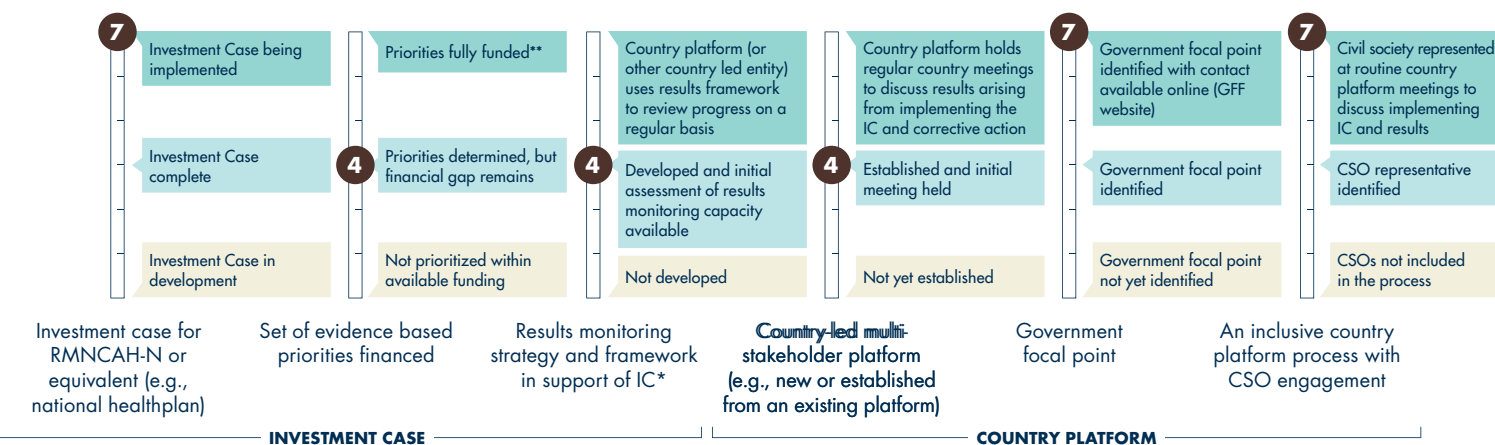 7
Investment Case being
implemented
Investment Case
complete
Investment Case in
development
Investment case for
RMNCAH-N or
equivalent (e.g.,
national healthplan)
Priorities fully funded**
4
Priorities determined, but
financial gap remains
Not prioritized within
available funding
Set of evidence based
priorities financed
Country platform (or
other country led entity)
uses results framework
to review progress on a
regular basis
4
Developed and initial
assessment of results
monitoring capacity
available
Not developed
Results monitoring
strategy and framework
in support of IC*
Country platform holds
regular country meetings
to discuss results arising
from implementing the
IC and corrective action
4
Established and initial
meeting held
Not yet established
Country-led multi-
stakeholder platform
(e.g., new or established
from an existing platform)
7
Government focal point
identified with contact
available online (GFF
website)
Government focal point
identified
Government focal point
not yet identified
Government
focal point
7
Civil society represented
at routine country
platform meetings to
discuss implementing
IC and results
CSO representative
identified
CSOs not included
in the process
An inclusive country
platform process with
CSO engagement
INVESTMENT CASE
COUNTRY PLATFORM